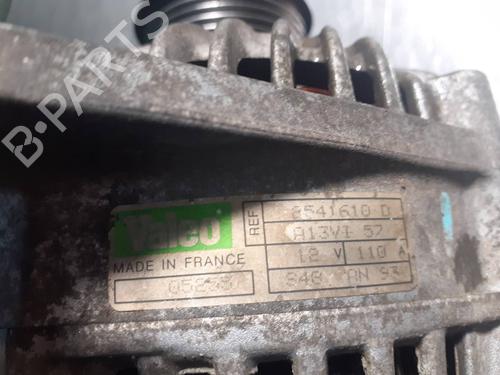 B-PARTS
Valeo
MADE IN FRANCE
REF
2541610 D
A13VI 57
12 V 110 A